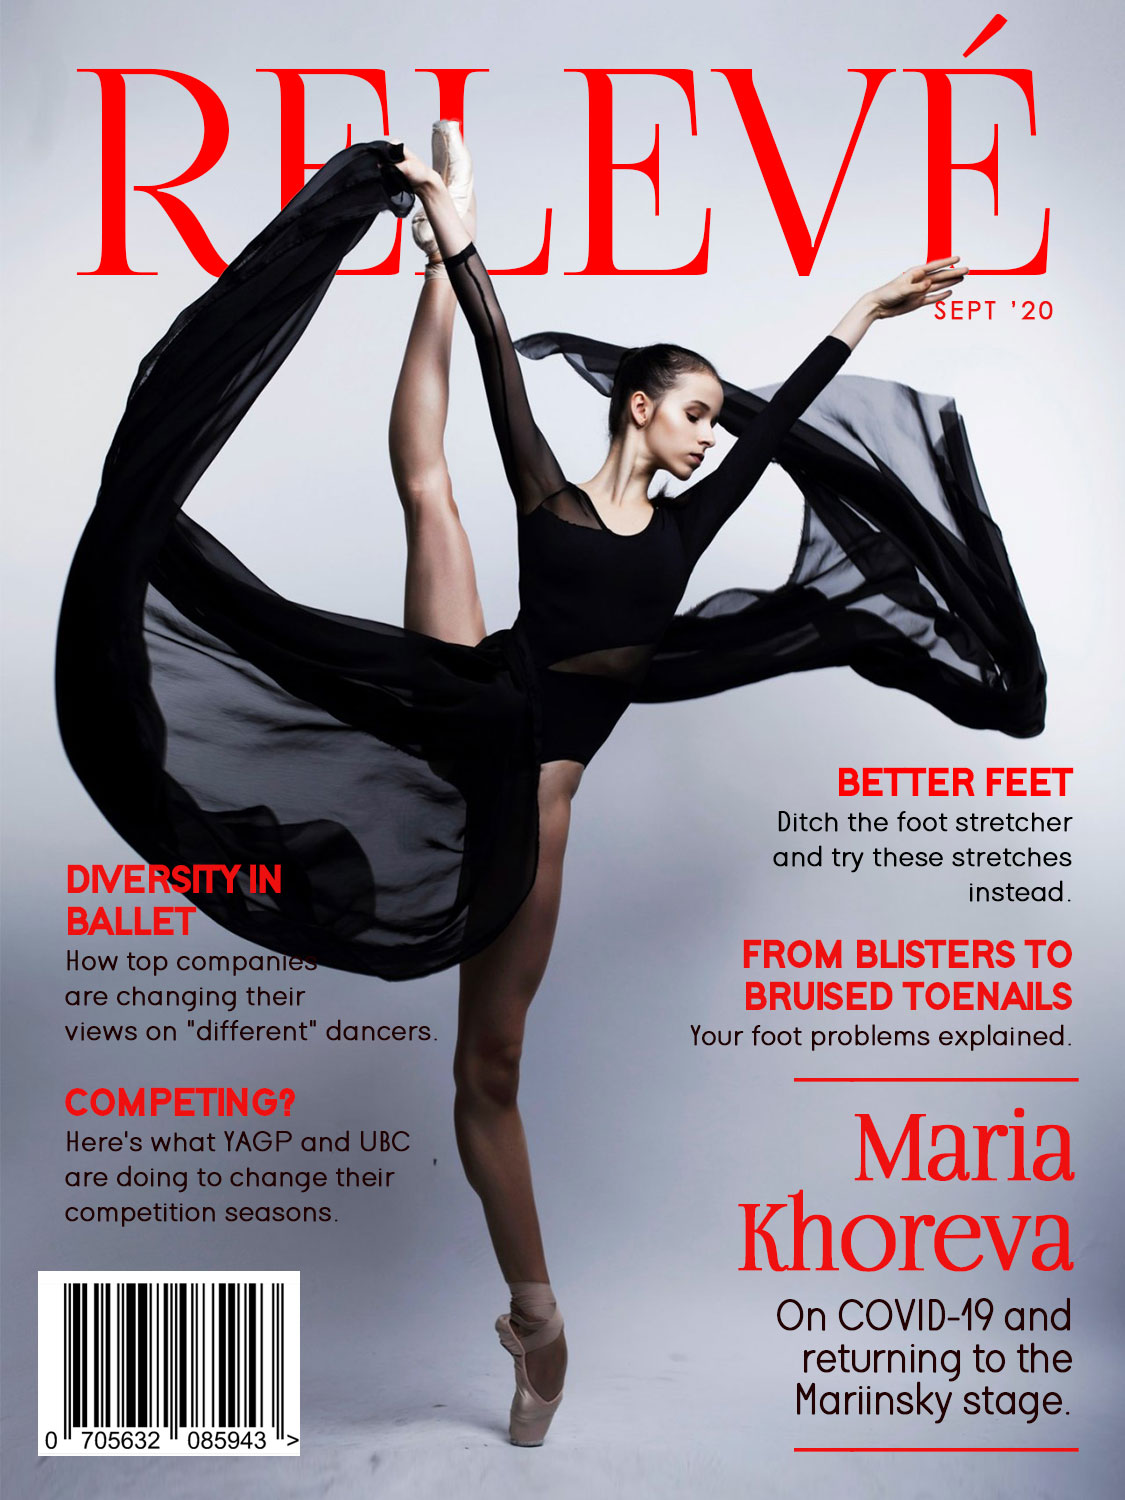 RELEVÉ
SEPT '20
BETTER FEET
Ditch the foot stretcher
and try these stretches
instead.
DIVERSITY IN
BALLET
How top companies
are changing their
views on "different" dancers.
FROM BLISTERS TO
BRUISED TOENAILS
Your foot problems explained.
COMPETING?
Here's what YAGP and UBC
are doing to change their
competition seasons.
Maria
Khoreva
On COVID-19 and
returning to the
Mariinsky stage.
0 705632 085943 >